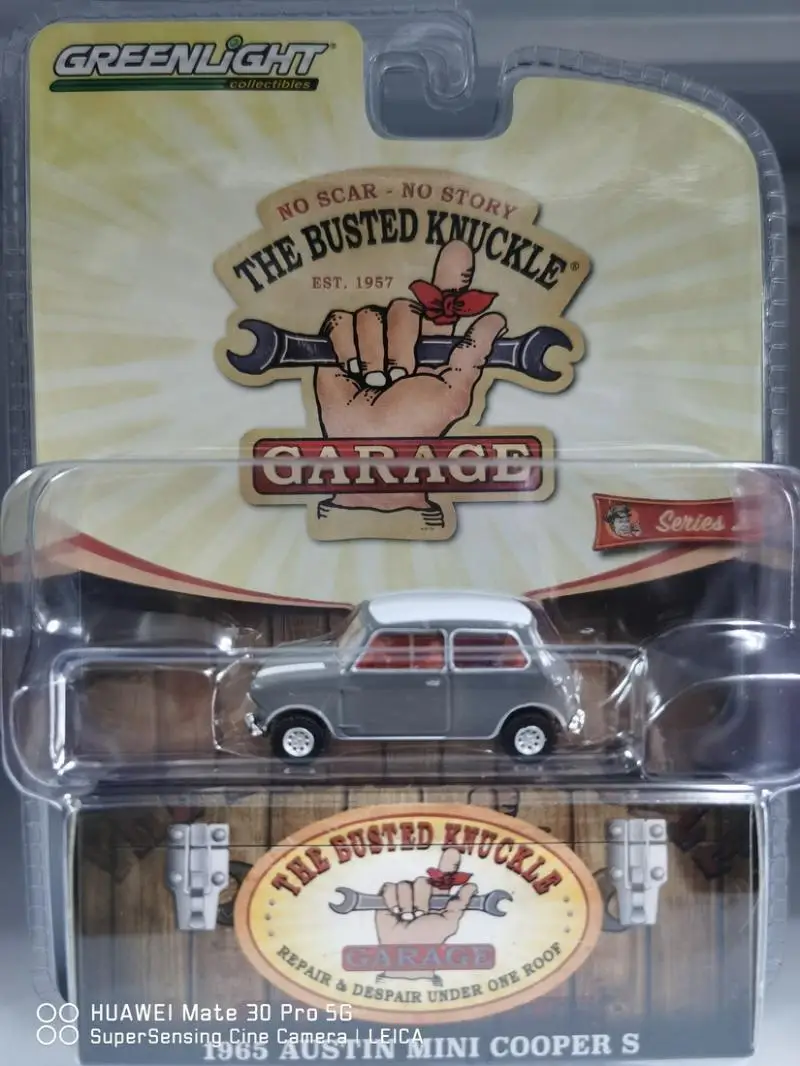 GREENLiGHT®
collectibles
NO SCAR - NO STORY
THE BUSTED KNUCKLE®
EST. 1957
GARAGE
Series
THE BUSTED KNUCKLE
GARAGE
REPAIR & DESPAIR UNDER ONE ROOF
HUAWEI Mate 30 Pro 5G
SuperSensing Cine Camera | LEICA
1965 AUSTIN MINI COOPER S